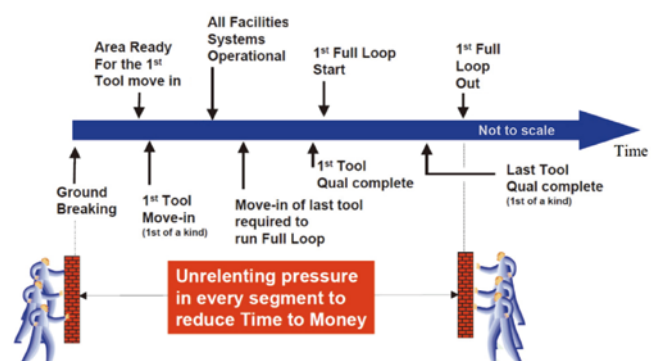 Area Ready
For the 1st
Tool move in
All Facilities
Systems
Operational
1st Full Loop
Start
1st Full
Loop
Out
Not to scale
Time
Ground
Breaking
1st Tool
Move-in
(1st of a kind)
Move-in of last tool
required to
run Full Loop
1st Tool
Qual complete
Last Tool
Qual complete
(1st of a kind)
Unrelenting pressure
in every segment to
reduce Time to Money